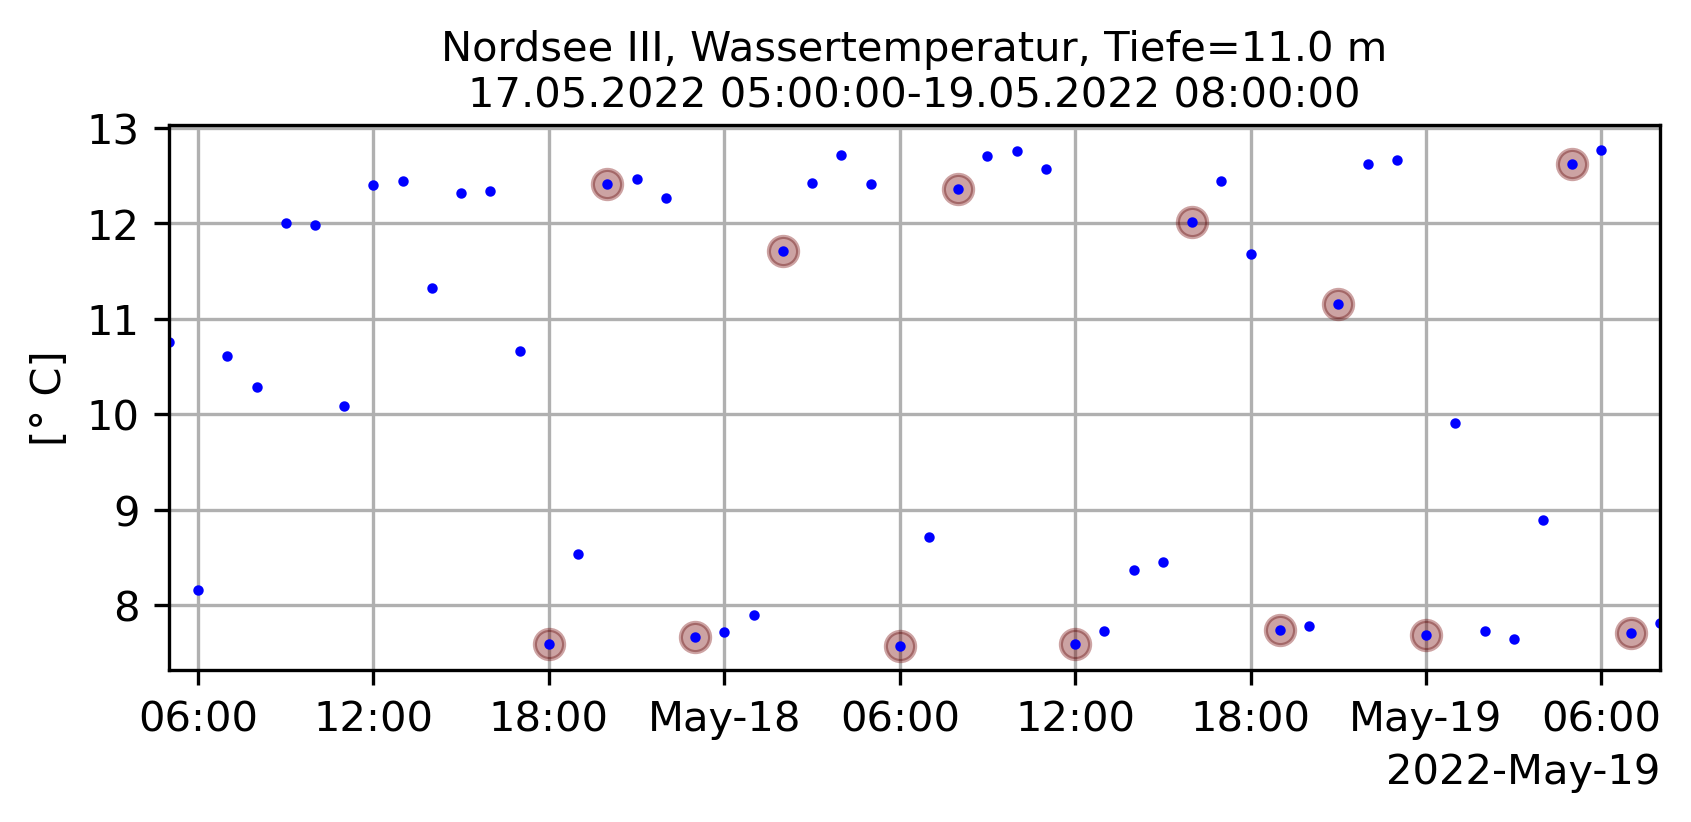 Nordsee III, Wassertemperatur, Tiefe=11.0 m
17.05.2022 05:00:00-19.05.2022 08:00:00
13
12
11
10
9
8
[° C]
06:00 12:00 18:00 May-18 06:00 12:00 18:00 May-19 06:00
2022-May-19